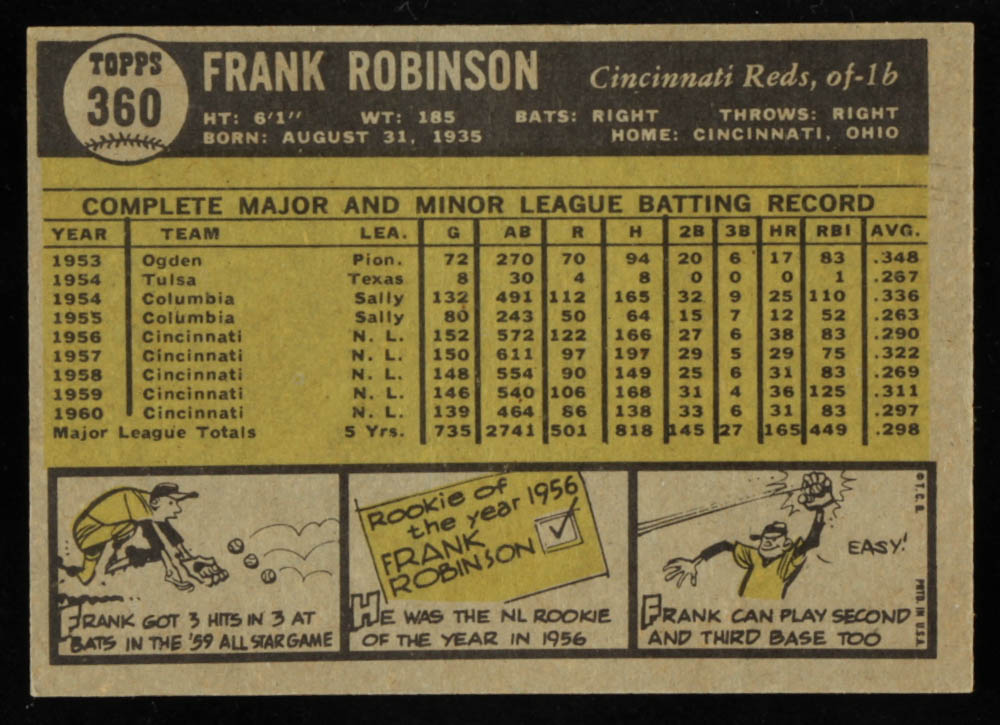 TOPPS
360
FRANK ROBINSON
Cincinnati Reds, of-1b
HT: 6'1" WT: 185 BATS: RIGHT THROWS: RIGHT
BORN: AUGUST 31, 1935 HOME: CINCINNATI, OHIO
COMPLETE MAJOR AND MINOR LEAGUE BATTING RECORD
YEAR TEAM LEA. G AB R H 2B 3B HR RBI AVG.
1953 Ogden Pion. 72 270 70 94 20 6 17 83 .348
1954 Tulsa Texas 8 30 4 8 0 0 0 1 .267
1954 Columbia Sally 132 491 112 165 32 9 25 110 .336
1955 Columbia Sally 80 243 50 64 15 7 12 52 .263
1956 Cincinnati N. L. 152 572 122 166 27 6 38 83 .290
1957 Cincinnati N. L. 150 611 97 197 29 5 29 75 .322
1958 Cincinnati N. L. 148 554 90 149 25 6 31 83 .269
1959 Cincinnati N. L. 146 540 106 168 31 4 36 125 .311
1960 Cincinnati N. L. 139 464 86 138 33 6 31 83 .297
Major League Totals 5 Yrs. 735 2741 501 818 145 27 165 449 .298
FRANK GOT 3 HITS IN 3 AT
BATS IN THE '59 ALL STAR GAME
ROOKIE OF
the year 1956
FRANK
ROBINSON
HE WAS THE NL ROOKIE
OF THE YEAR IN 1956
EASY!
FRANK CAN PLAY SECOND
AND THIRD BASE TOO
© T.C.G.
PRTD. IN U.S.A.